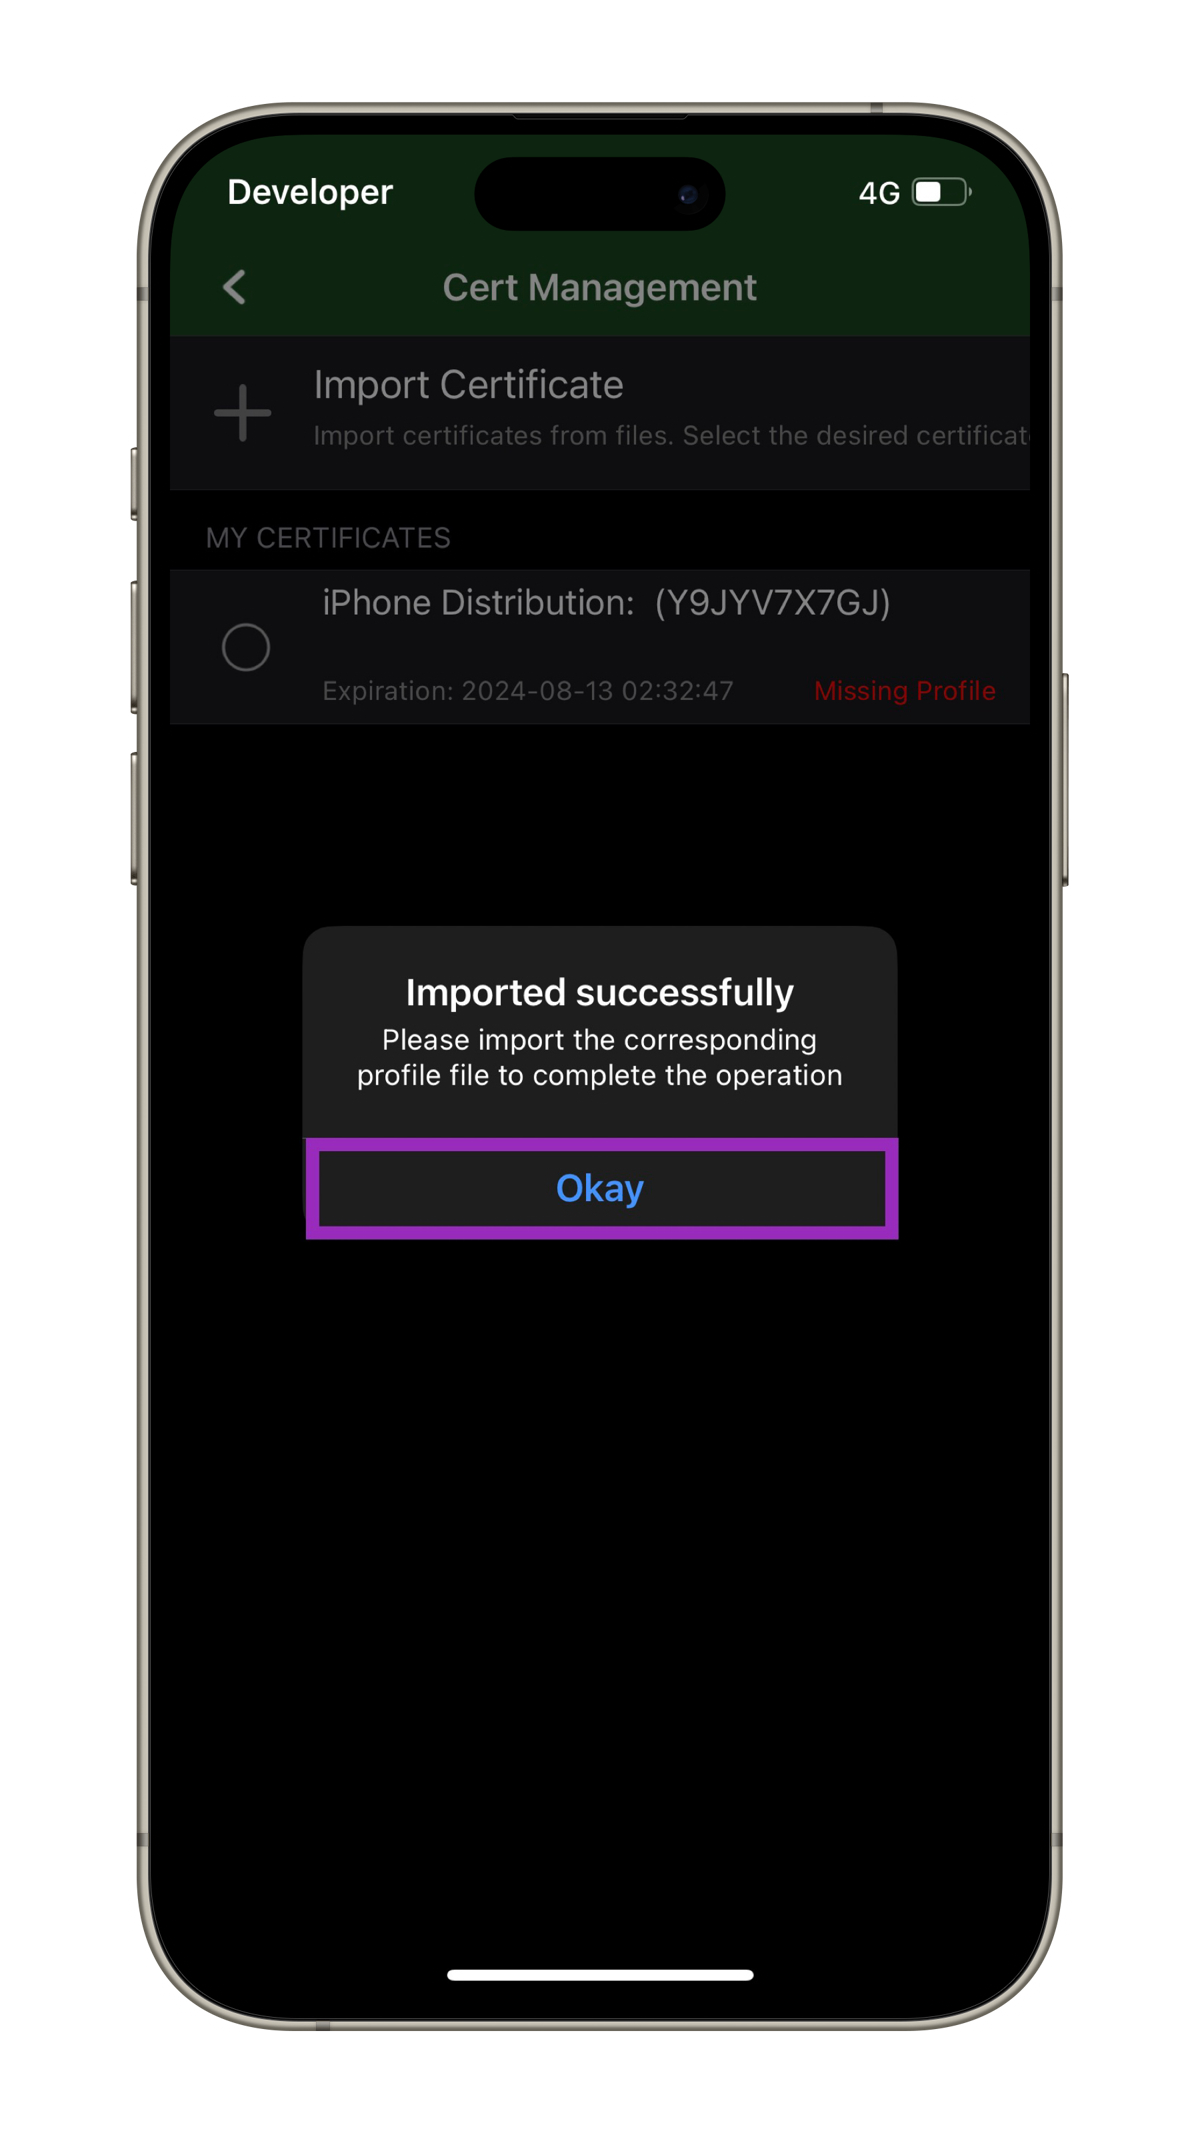 Developer
4G
Cert Management
Import Certificate
Import certificates from files. Select the desired certificat
MY CERTIFICATES
iPhone Distribution: (Y9JYV7X7GJ)
Expiration: 2024-08-13 02:32:47
Missing Profile
Imported successfully
Please import the corresponding
profile file to complete the operation
Okay